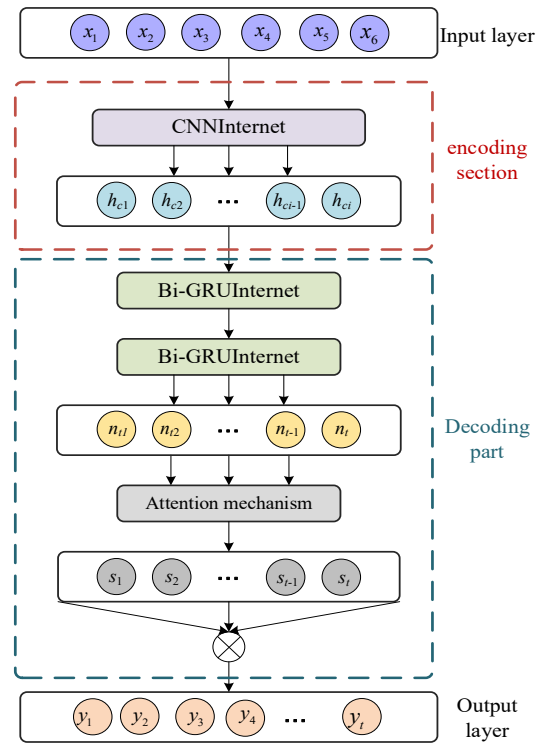 x1 x2 x3 x4 x5 x6 Input layer
CNNInternet
encoding
section
hc1 hc2 ... hci-1 hci
Bi-GRUInternet
Bi-GRUInternet
nt1 nt2 ... nt-1 nt
Decoding
part
Attention mechanism
s1 s2 ... st-1 st
y1 y2 y3 y4 ... yt
Output
layer